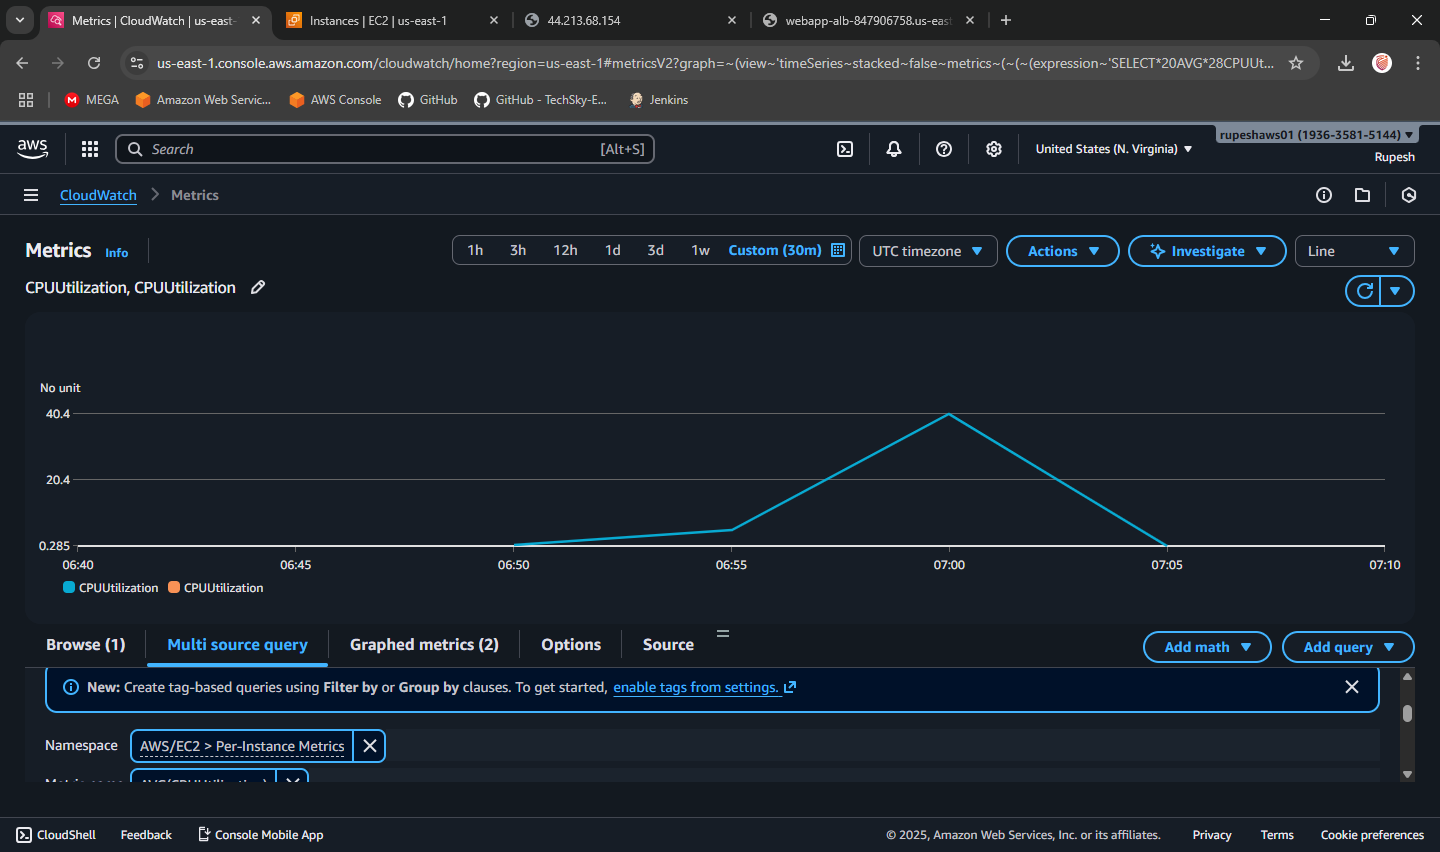 Metrics | CloudWatch | us-east-
Instances | EC2 | us-east-1
44.213.68.154
webapp-alb-847906758.us-east
us-east-1.console.aws.amazon.com/cloudwatch/home?region=us-east-1#metricsV2?graph=~(view~'timeSeries~stacked~false~metrics~(~(~(expression~'SELECT*20AVG*28CPUUt...
MEGA
Amazon Web Servic...
AWS Console
GitHub
GitHub - TechSky-E...
Jenkins
aws
Search
[Alt+S]
United States (N. Virginia)
rupeshaws01 (1936-3581-5144)
Rupesh
CloudWatch
Metrics
Metrics
Info
1h 3h 12h 1d 3d 1w Custom (30m)
UTC timezone
Actions
Investigate
Line
CPUUtilization, CPUUtilization
No unit
40.4
20.4
0.285
06:40 06:45 06:50 06:55 07:00 07:05 07:10
CPUUtilization CPUUtilization
Browse (1)
Multi source query
Graphed metrics (2)
Options
Source
Add math
Add query
New: Create tag-based queries using Filter by or Group by clauses. To get started, enable tags from settings.
Namespace
AWS/EC2 > Per-Instance Metrics
Metric name
AVG(CPUUtilization)
CloudShell
Feedback
Console Mobile App
© 2025, Amazon Web Services, Inc. or its affiliates.
Privacy
Terms
Cookie preferences